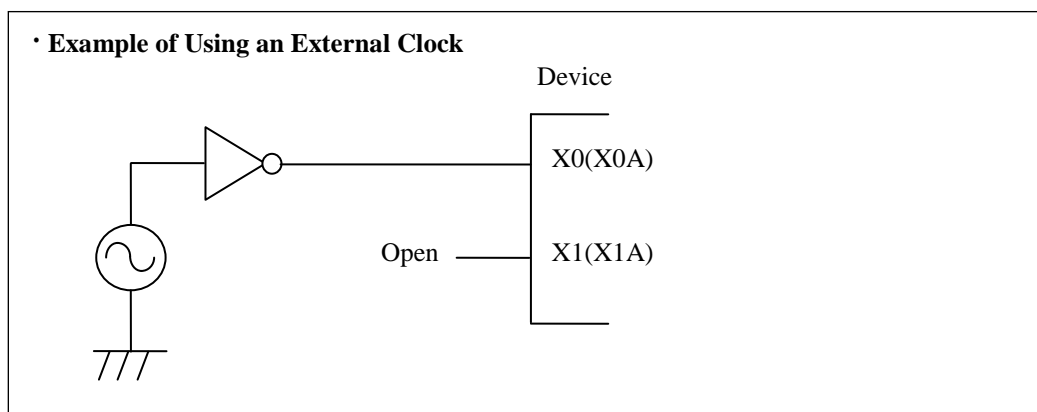 · Example of Using an External Clock
Device
X0(X0A)
Open
X1(X1A)